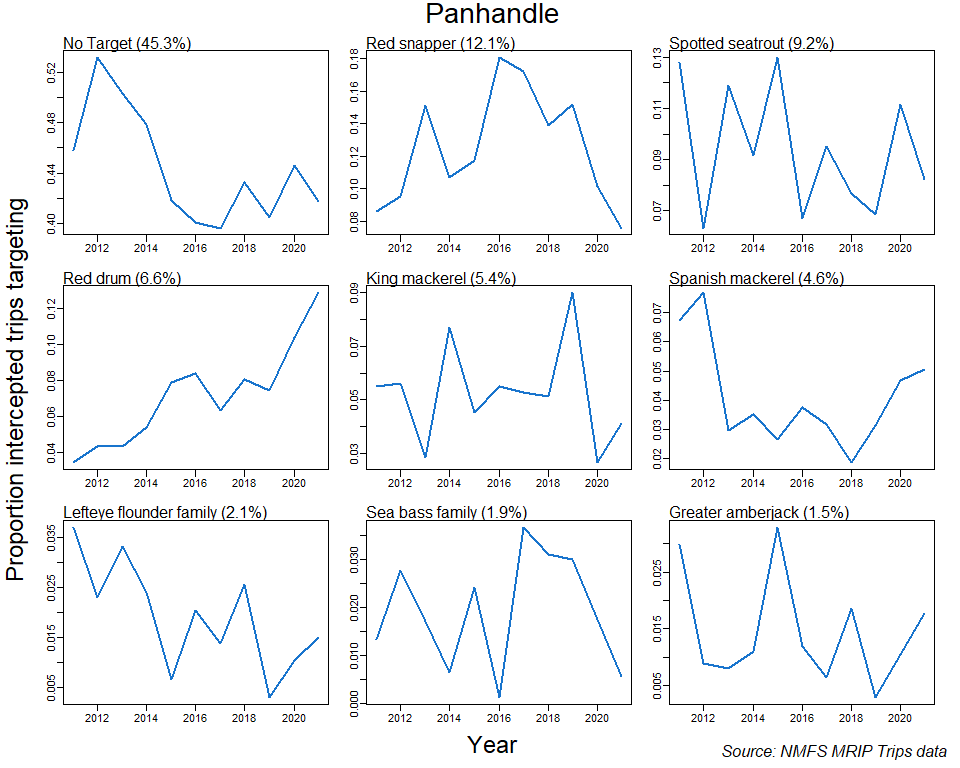 Panhandle
Proportion intercepted trips targeting
No Target (45.3%)
0.40 0.44 0.48 0.52
2012 2014 2016 2018 2020
Red snapper (12.1%)
0.08 0.10 0.12 0.14 0.16 0.18
2012 2014 2016 2018 2020
Spotted seatrout (9.2%)
0.07 0.09 0.11 0.13
2012 2014 2016 2018 2020
Red drum (6.6%)
0.04 0.06 0.08 0.10 0.12
2012 2014 2016 2018 2020
King mackerel (5.4%)
0.03 0.05 0.07 0.09
2012 2014 2016 2018 2020
Spanish mackerel (4.6%)
0.02 0.03 0.04 0.05 0.06 0.07
2012 2014 2016 2018 2020
Lefteye flounder family (2.1%)
0.005 0.015 0.025 0.035
2012 2014 2016 2018 2020
Sea bass family (1.9%)
0.000 0.010 0.020 0.030
2012 2014 2016 2018 2020
Greater amberjack (1.5%)
0.005 0.015 0.025
2012 2014 2016 2018 2020
Year
Source: NMFS MRIP Trips data